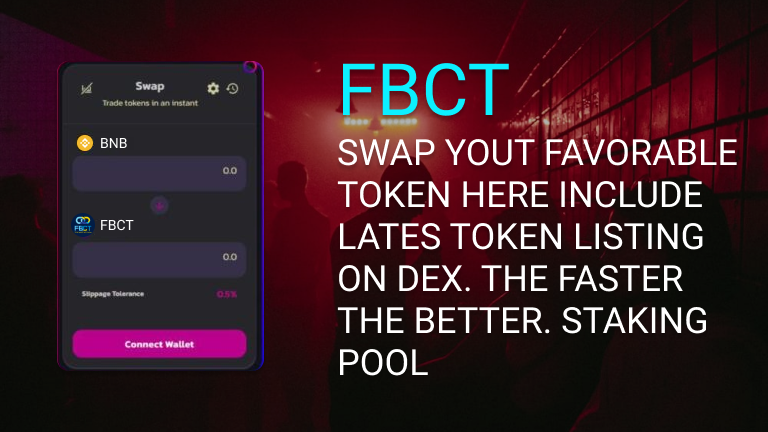 Swap
Trade tokens in an instant
BNB
0.0
FBCT
FBCT
0.0
Slippage Tolerance 0.5%
Connect Wallet
FBCT
SWAP YOUT FAVORABLE
TOKEN HERE INCLUDE
LATES TOKEN LISTING
ON DEX. THE FASTER
THE BETTER. STAKING
POOL